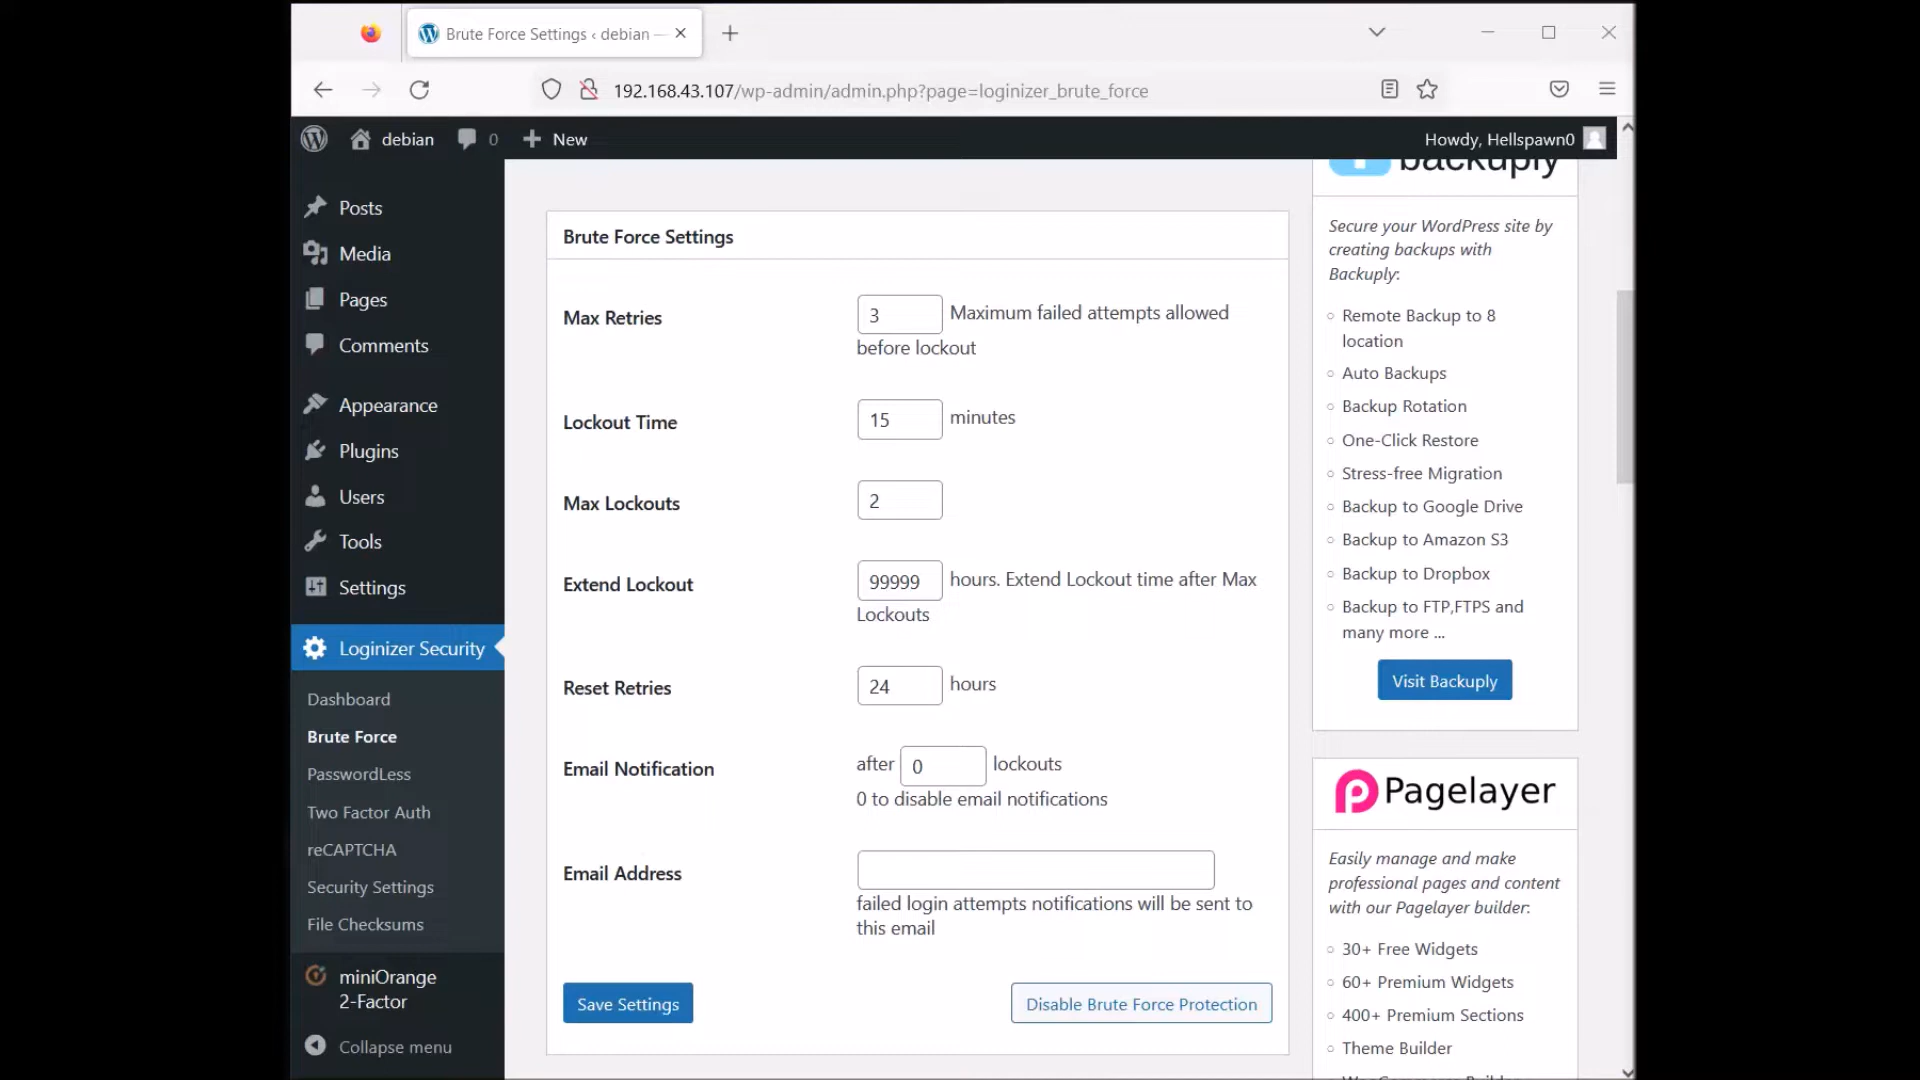 Brute Force Settings ‹ debian —
192.168.43.107/wp-admin/admin.php?page=loginizer_brute_force
debian
0
New
Howdy, Hellspawn0
Posts
Media
Pages
Comments
Appearance
Plugins
Users
Tools
Settings
Loginizer Security
Dashboard
Brute Force
PasswordLess
Two Factor Auth
reCAPTCHA
Security Settings
File Checksums
miniOrange
2-Factor
Collapse menu
Brute Force Settings
Max Retries
3 Maximum failed attempts allowed
before lockout
Lockout Time
15 minutes
Max Lockouts
2
Extend Lockout
99999 hours. Extend Lockout time after Max
Lockouts
Reset Retries
24 hours
Email Notification
after 0 lockouts
0 to disable email notifications
Email Address
failed login attempts notifications will be sent to
this email
Save Settings
Disable Brute Force Protection
backuply
Secure your WordPress site by
creating backups with
Backuply:
Remote Backup to 8
location
Auto Backups
Backup Rotation
One-Click Restore
Stress-free Migration
Backup to Google Drive
Backup to Amazon S3
Backup to Dropbox
Backup to FTP,FTPS and
many more ...
Visit Backuply
Pagelayer
Easily manage and make
professional pages and content
with our Pagelayer builder:
30+ Free Widgets
60+ Premium Widgets
400+ Premium Sections
Theme Builder